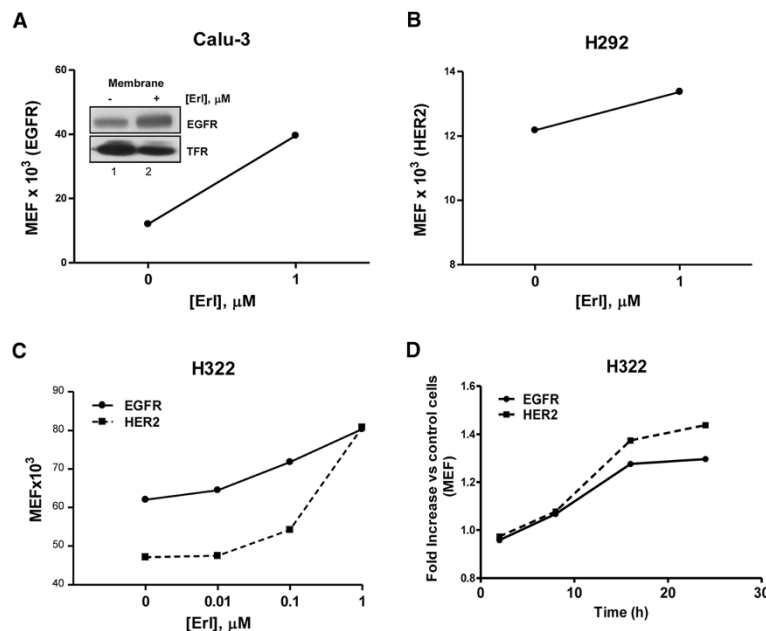 A
Calu-3
MEF x 10³ (EGFR)
60
40
20
0
Membrane
- + [Erl], µM
EGFR
TFR
1 2
0 1
[Erl], µM
B
H292
MEF x 10³ (HER2)
14
12
10
8
0 1
[Erl], µM
C
H322
EGFR
HER2
MEFx10³
90
80
70
60
50
40
0 0.01 0.1 1
[Erl], µM
D
H322
EGFR
HER2
Fold Increase vs control cells
(MEF)
1.6
1.4
1.2
1.0
0.8
0 10 20 30
Time (h)